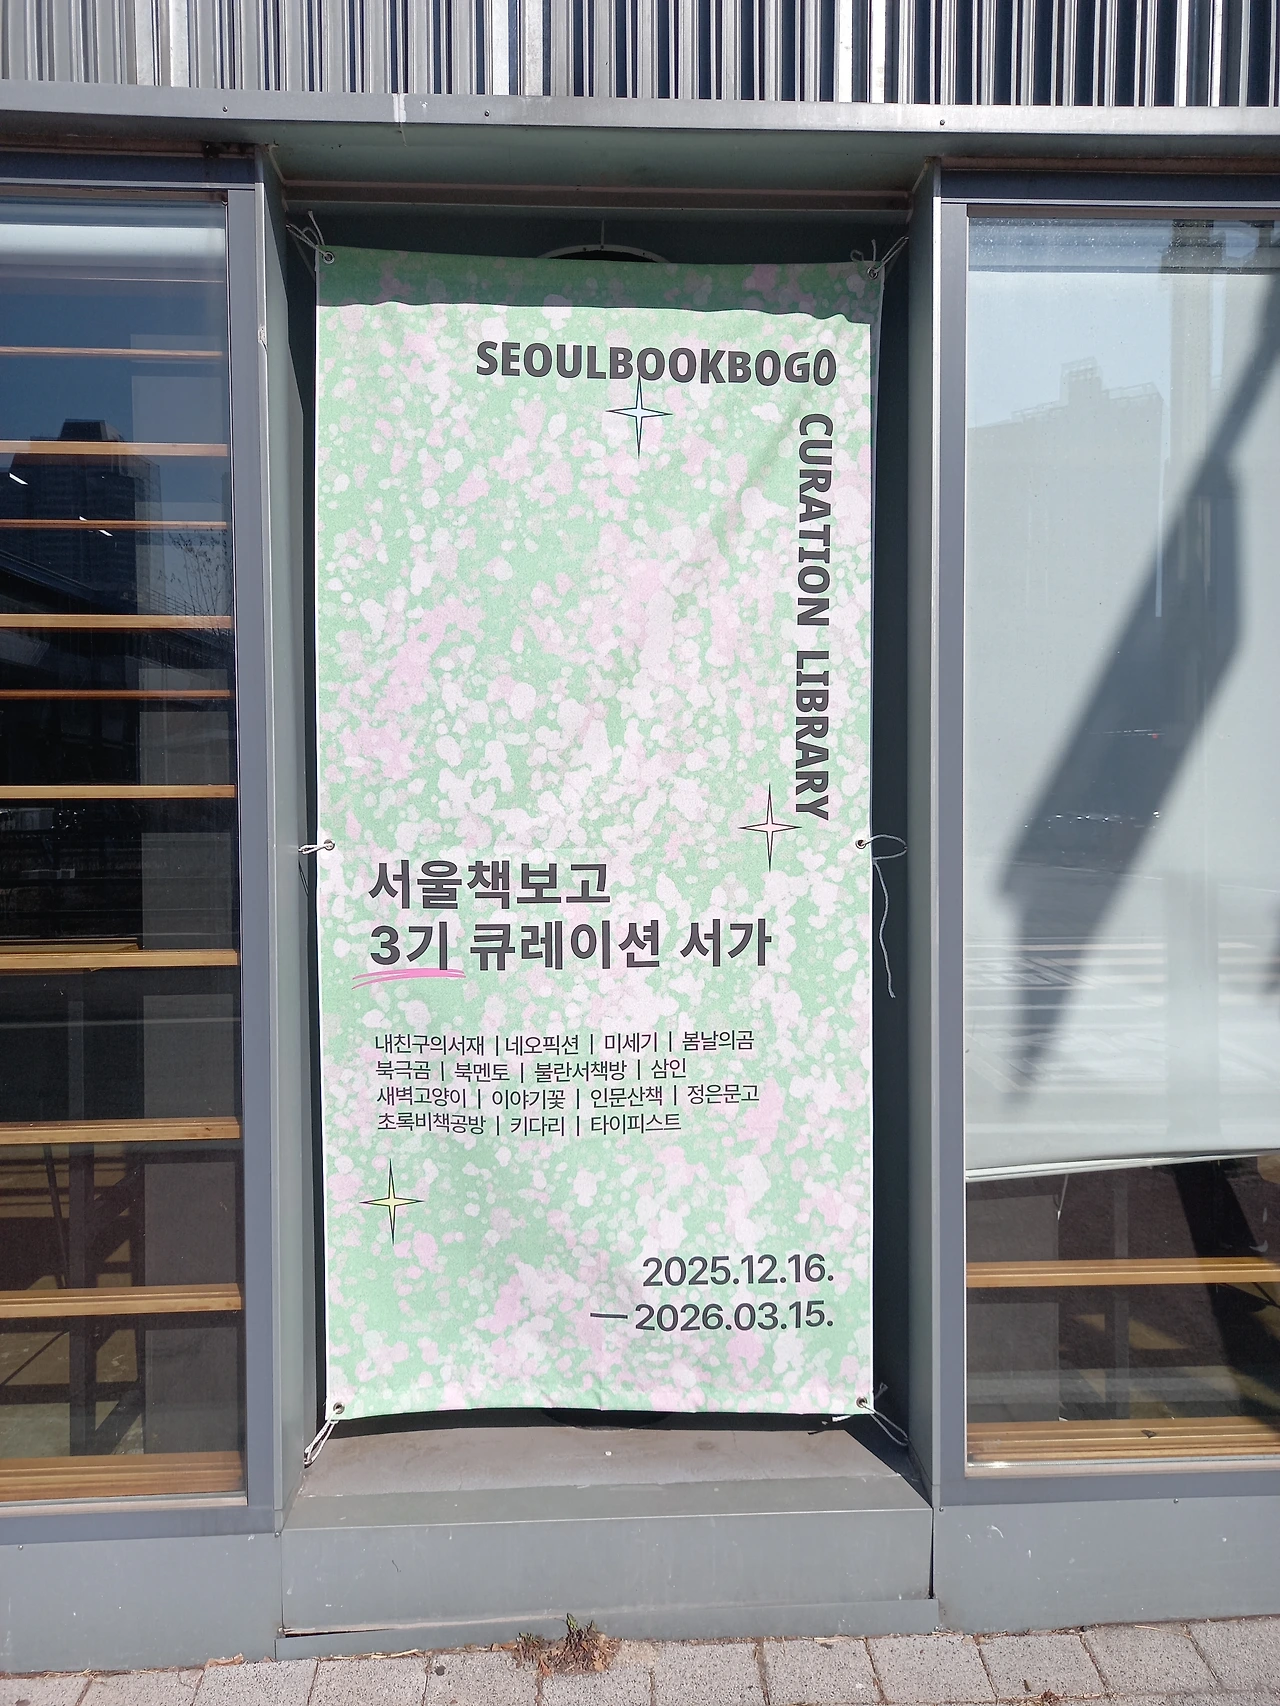 SEOULBOOKBOGO
CURATION LIBRARY
서울책보고
3기 큐레이션 서가
내친구의서재 | 네오픽션 | 미세기 | 봄날의곰
북극곰 | 북멘토 | 불란서책방 | 삼인
새벽고양이 | 이야기꽃 | 인문산책 | 정은문고
초록비책공방 | 키다리 | 타이피스트
2025.12.16.
—2026.03.15.